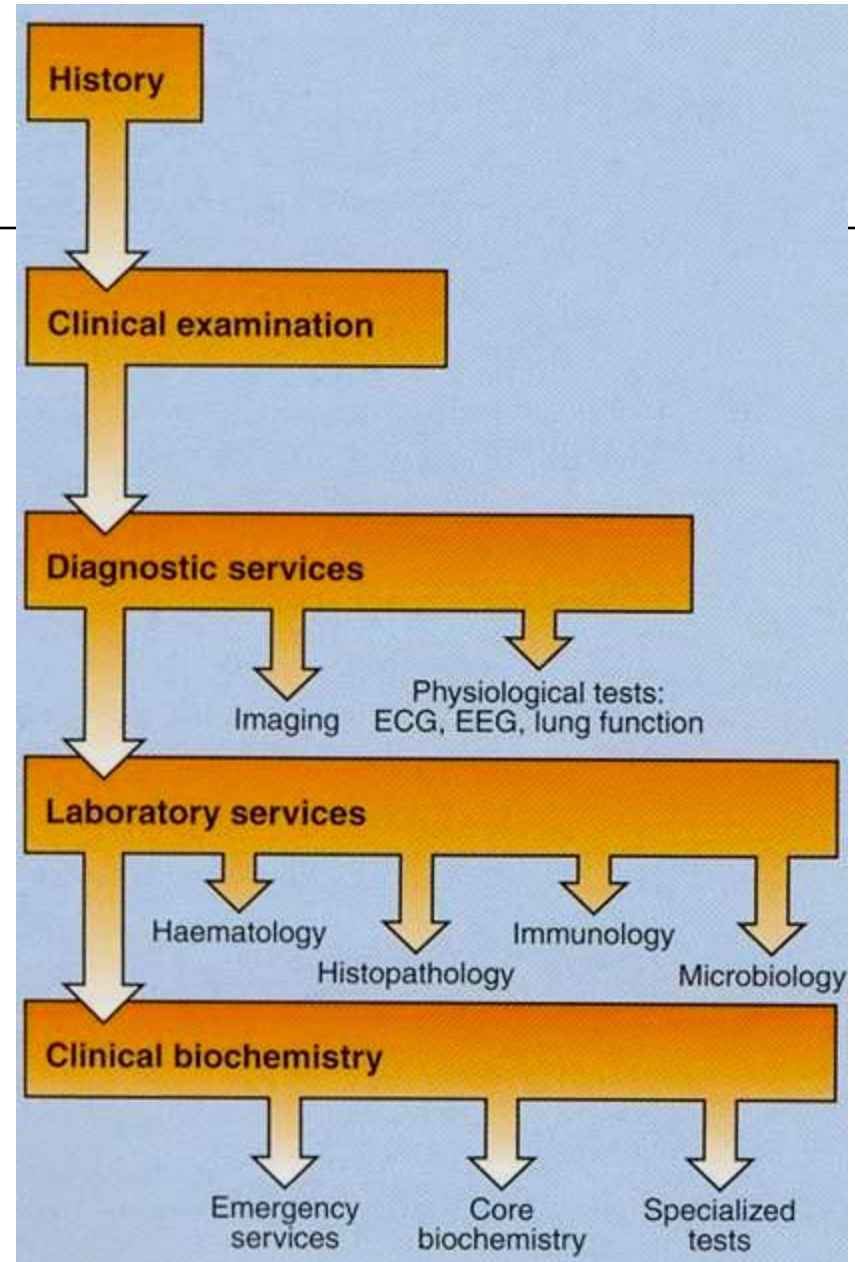 History
Clinical examination
Diagnostic services
Imaging
Physiological tests:
ECG, EEG, lung function
Laboratory services
Haematology
Histopathology
Immunology
Microbiology
Clinical biochemistry
Emergency
services
Core
biochemistry
Specialized
tests